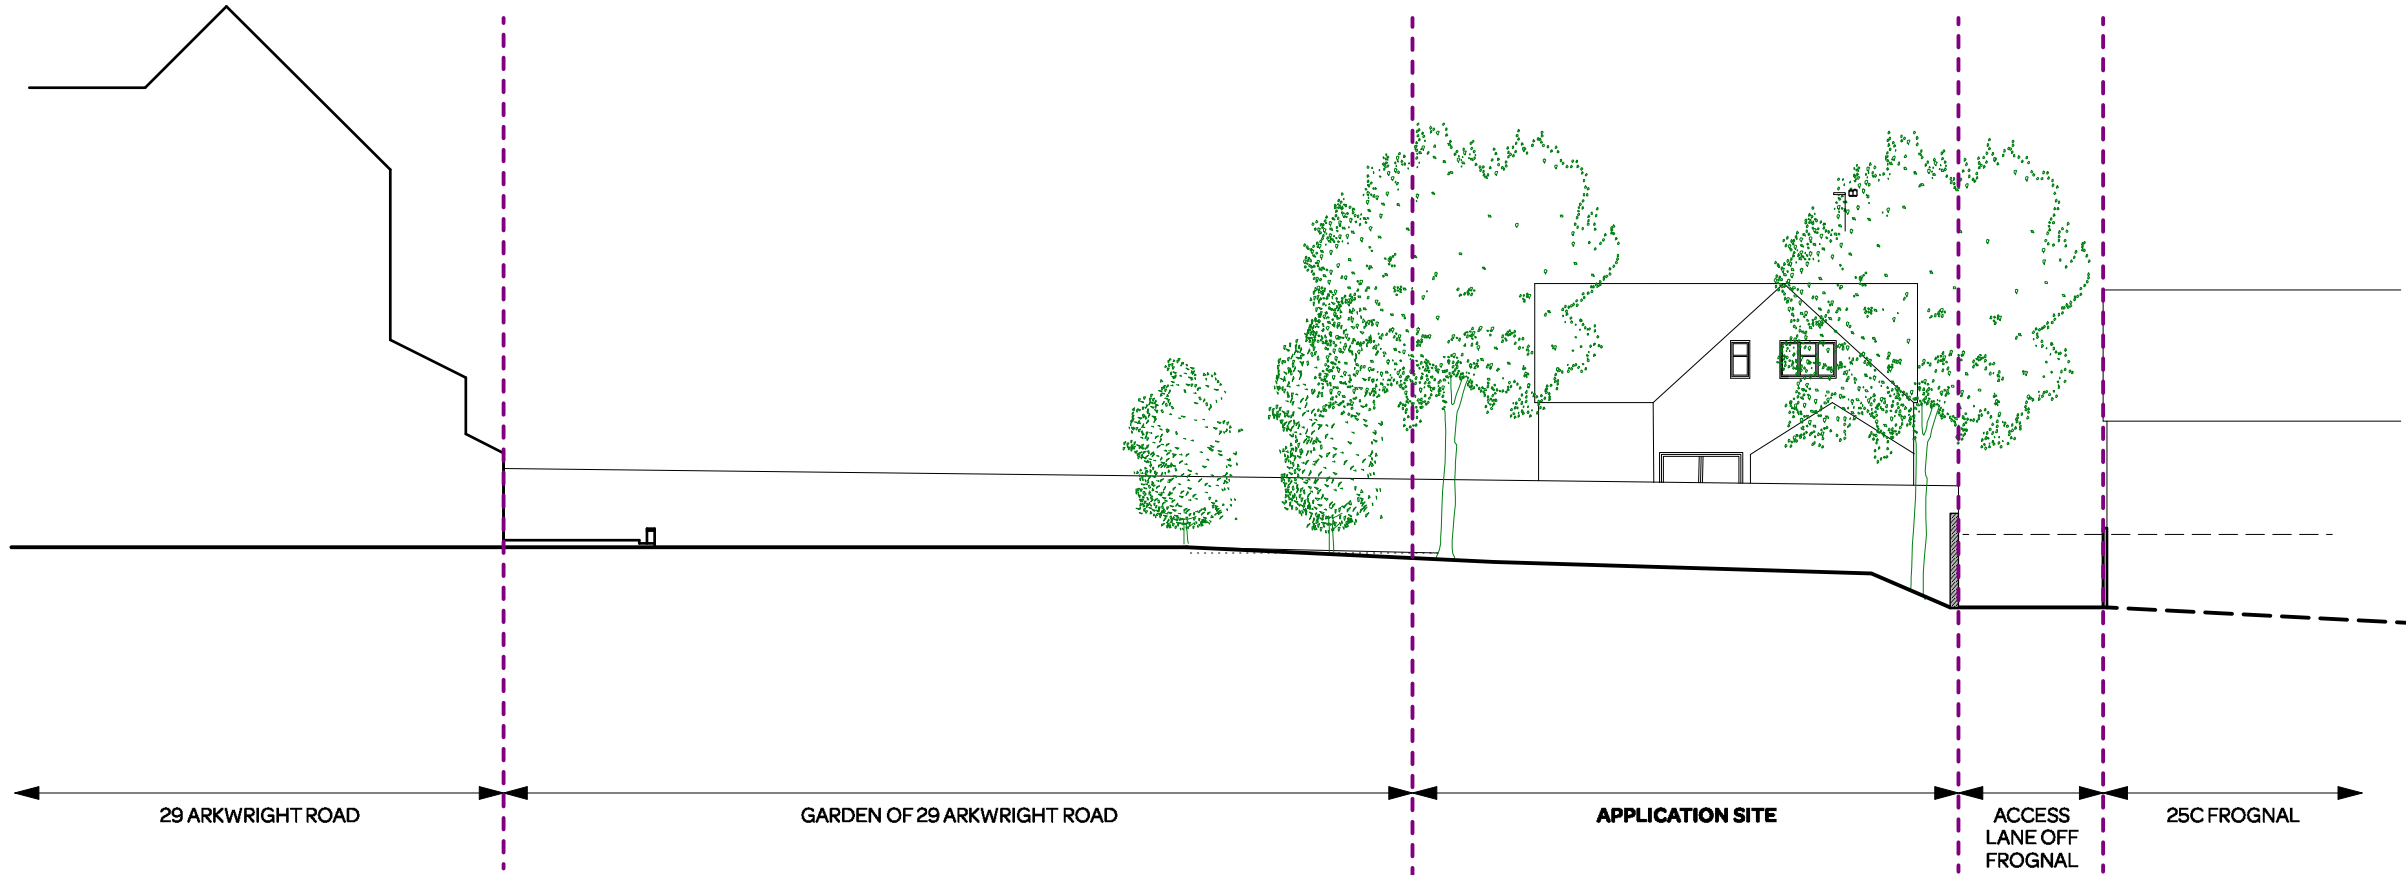 29 ARKWRIGHT ROAD
GARDEN OF 29 ARKWRIGHT ROAD
APPLICATION SITE
ACCESS
LANE OFF
FROGNAL
25C FROGNAL